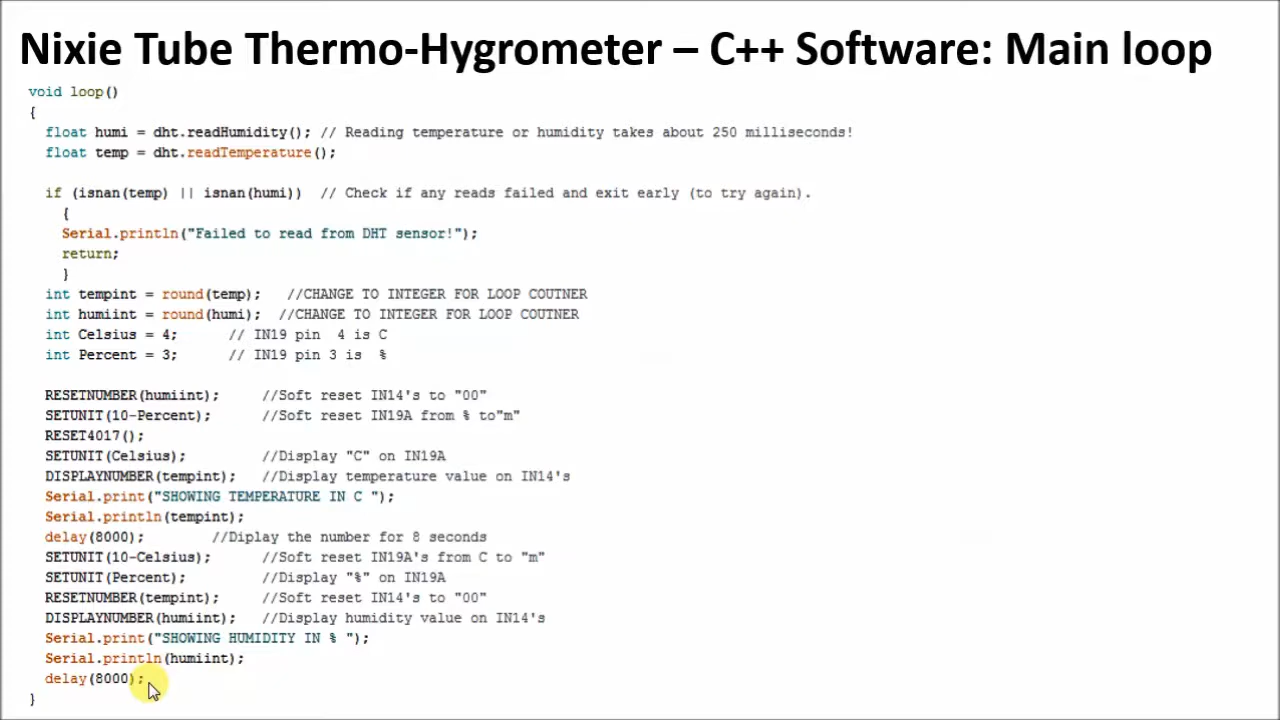 Nixie Tube Thermo-Hygrometer – C++ Software: Main loop
void loop()
{
float humi = dht.readHumidity(); // Reading temperature or humidity takes about 250 milliseconds!
float temp = dht.readTemperature();
if (isnan(temp) || isnan(humi)) // Check if any reads failed and exit early (to try again).
{
Serial.println("Failed to read from DHT sensor!");
return;
}
int tempint = round(temp); //CHANGE TO INTEGER FOR LOOP COUTNER
int humiint = round(humi); //CHANGE TO INTEGER FOR LOOP COUTNER
int Celsius = 4; // IN19 pin 4 is C
int Percent = 3; // IN19 pin 3 is %
RESETNUMBER(humiint); //Soft reset IN14's to "00"
SETUNIT(10-Percent); //Soft reset IN19A from % to"m"
RESET4017();
SETUNIT(Celsius); //Display "C" on IN19A
DISPLAYNUMBER(tempint); //Display temperature value on IN14's
Serial.print("SHOWING TEMPERATURE IN C ");
Serial.println(tempint);
delay(8000); //Diplay the number for 8 seconds
SETUNIT(10-Celsius); //Soft reset IN19A's from C to "m"
SETUNIT(Percent); //Display "%" on IN19A
RESETNUMBER(tempint); //Soft reset IN14's to "00"
DISPLAYNUMBER(humiint); //Display humidity value on IN14's
Serial.print("SHOWING HUMIDITY IN % ");
Serial.println(humiint);
delay(8000);
}